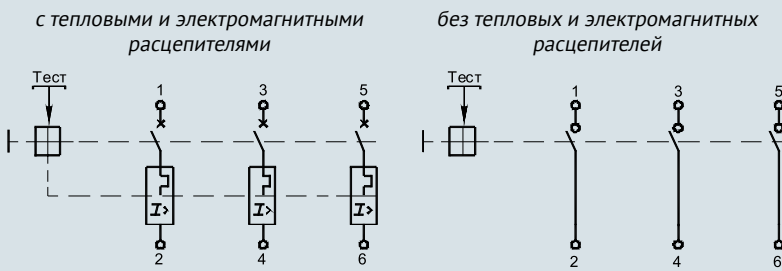 с тепловыми и электромагнитными
расцепителями
Тест
1 3 5
I> I> I>
2 4 6
без тепловых и электромагнитных
расцепителей
Тест
1 3 5
2 4 6